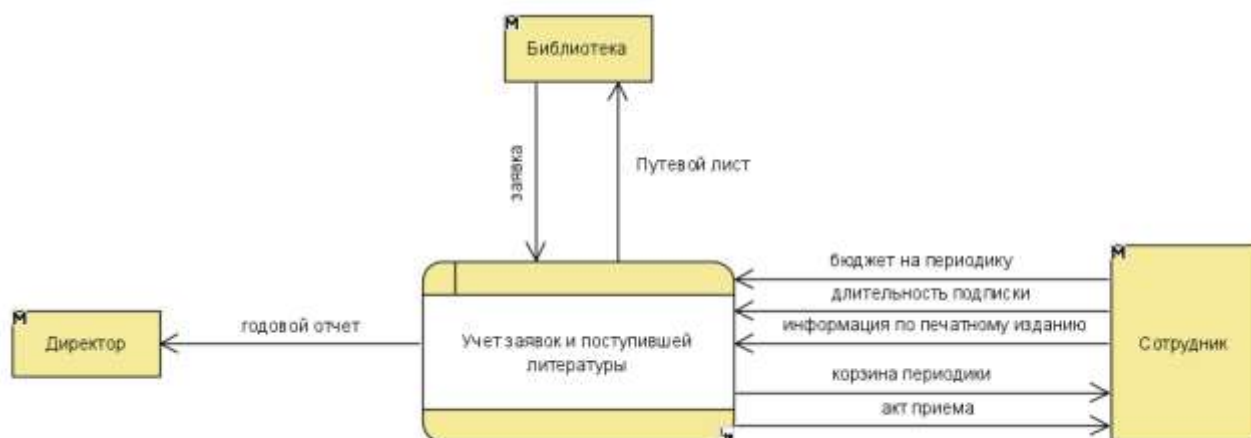 M
Библиотека
заявка
Путевой лист
M
бюджет на периодику
длительность подписки
M
годовой отчет
информация по печатному изданию
Директор
Учет заявок и поступившей
литературы
Сотрудник
корзина периодики
акт приема